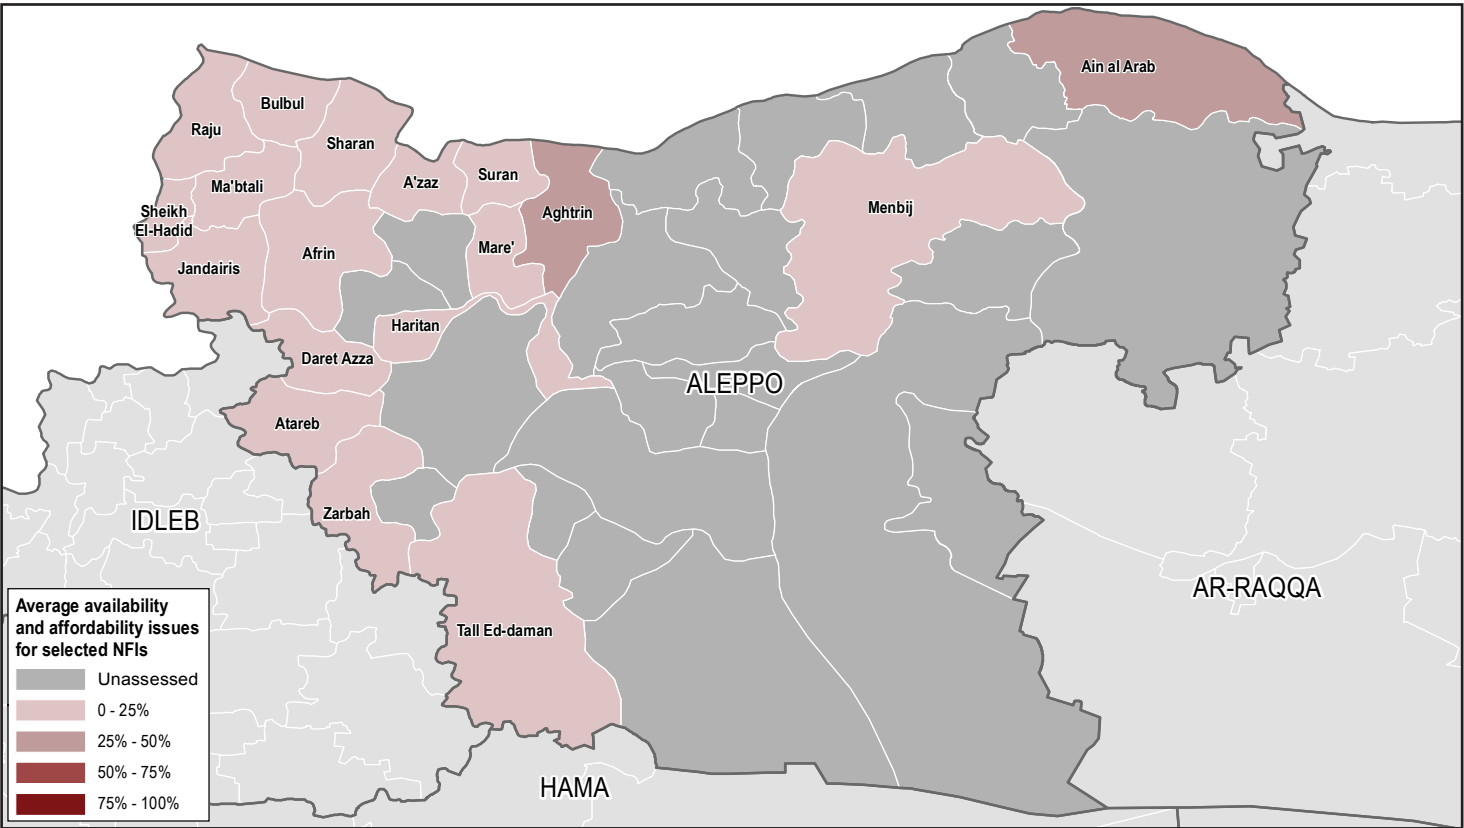 Ain al Arab
Bulbul
Raju
Sharan
A'zaz
Suran
Ma'btali
Aghtrin
Menbij
Sheikh
El-Hadid
Mare'
Afrin
Jandairis
Haritan
Daret Azza
ALEPPO
Atareb
Zarbah
IDLEB
AR-RAQQA
Tall Ed-daman
HAMA
Average availability
and affordability issues
for selected NFIs
Unassessed
0 - 25%
25% - 50%
50% - 75%
75% - 100%